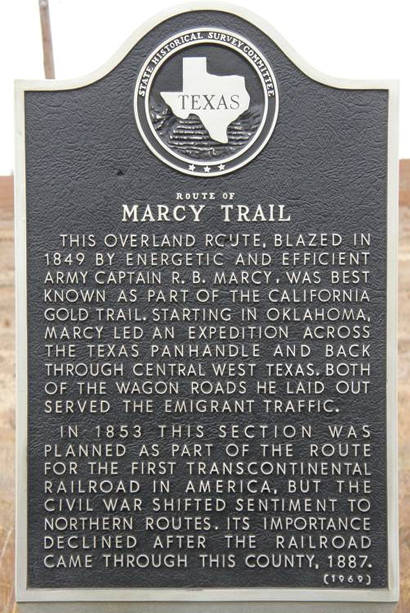 STATE HISTORICAL SURVEY COMMITTEE
TEXAS
ROUTE OF
MARCY TRAIL
THIS OVERLAND ROUTE, BLAZED IN
1849 BY ENERGETIC AND EFFICIENT
ARMY CAPTAIN R. B. MARCY, WAS BEST
KNOWN AS PART OF THE CALIFORNIA
GOLD TRAIL. STARTING IN OKLAHOMA,
MARCY LED AN EXPEDITION ACROSS
THE TEXAS PANHANDLE AND BACK
THROUGH CENTRAL WEST TEXAS. BOTH
OF THE WAGON ROADS HE LAID OUT
SERVED THE EMIGRANT TRAFFIC.
IN 1853 THIS SECTION WAS
PLANNED AS PART OF THE ROUTE
FOR THE FIRST TRANSCONTINENTAL
RAILROAD IN AMERICA, BUT THE
CIVIL WAR SHIFTED SENTIMENT TO
NORTHERN ROUTES. ITS IMPORTANCE
DECLINED AFTER THE RAILROAD
CAME THROUGH THIS COUNTY, 1887.
(1969)